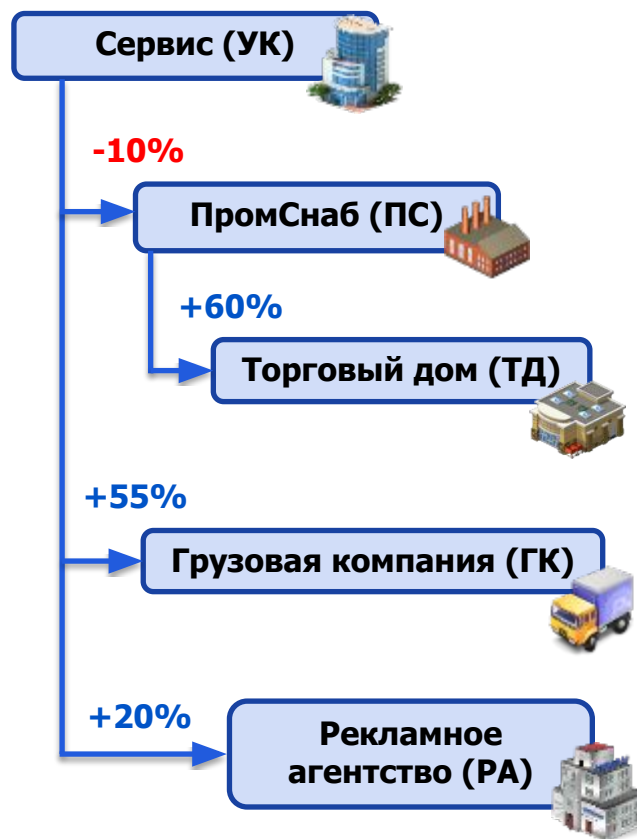 Сервис (УК)
-10%
ПромСнаб (ПС)
+60%
Торговый дом (ТД)
+55%
Грузовая компания (ГК)
+20%
Рекламное
агентство (РА)